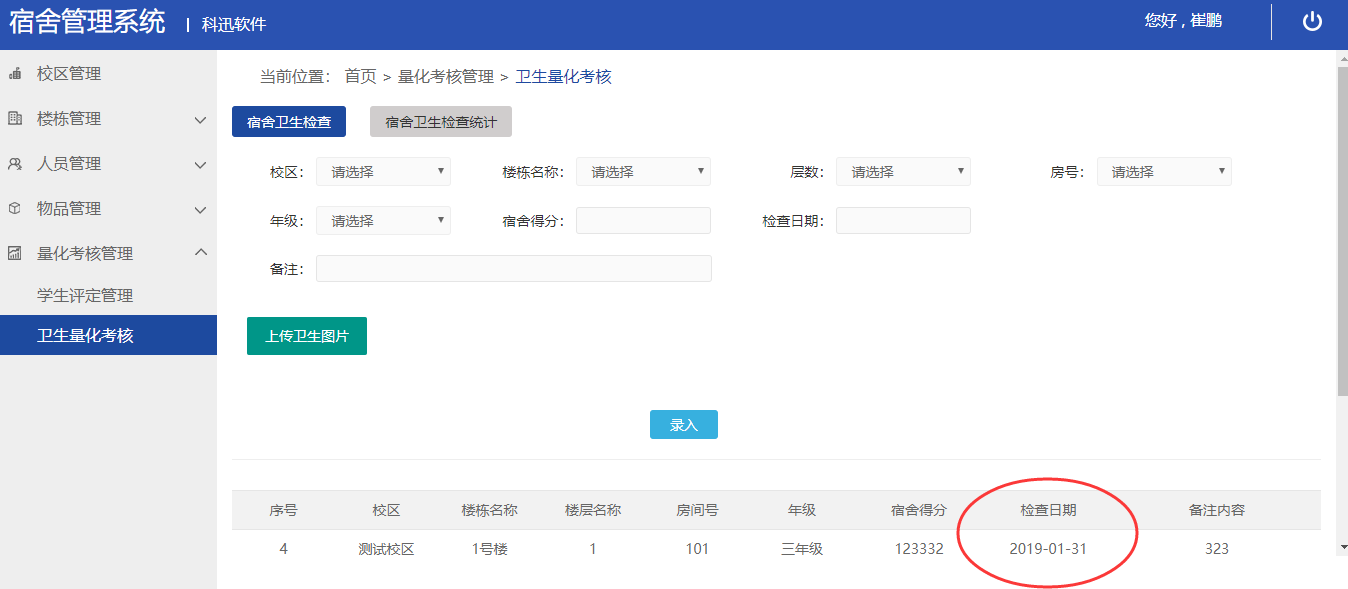 宿舍管理系统 | 科迅软件 您好 , 崔鹏
校区管理
楼栋管理
人员管理
物品管理
量化考核管理
学生评定管理
卫生量化考核
当前位置： 首页 > 量化考核管理 > 卫生量化考核
宿舍卫生检查 宿舍卫生检查统计
校区： 请选择 楼栋名称： 请选择 层数： 请选择 房号： 请选择
年级： 请选择 宿舍得分： 检查日期：
备注：
上传卫生图片
录入
序号 校区 楼栋名称 楼层名称 房间号 年级 宿舍得分 检查日期 备注内容
4 测试校区 1号楼 1 101 三年级 123332 2019-01-31 323